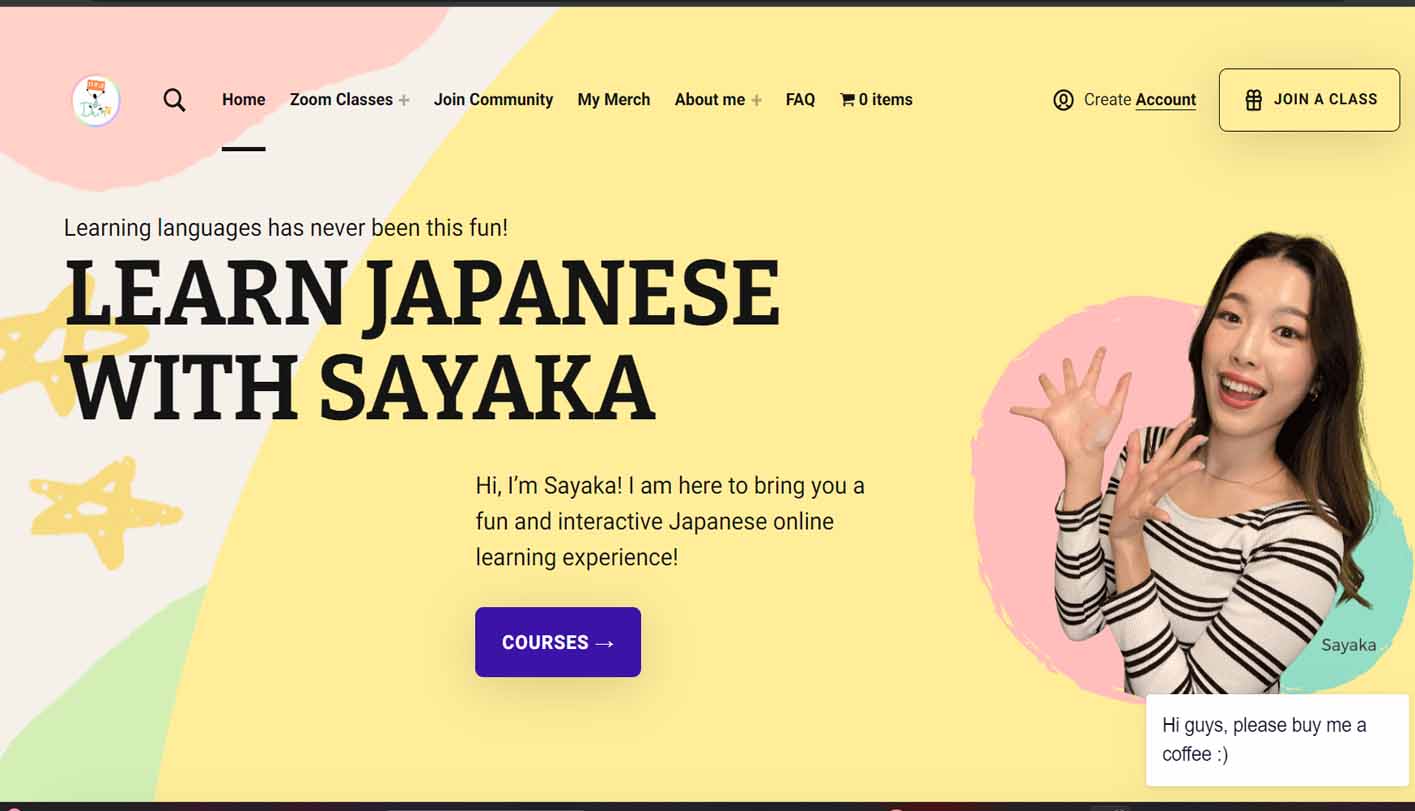 Home
Zoom Classes +
Join Community
My Merch
About me +
FAQ
0 items
Create Account
JOIN A CLASS
Learning languages has never been this fun!
LEARN JAPANESE
WITH SAYAKA
Hi, I’m Sayaka! I am here to bring you a
fun and interactive Japanese online
learning experience!
COURSES →
Sayaka
Hi guys, please buy me a
coffee :)